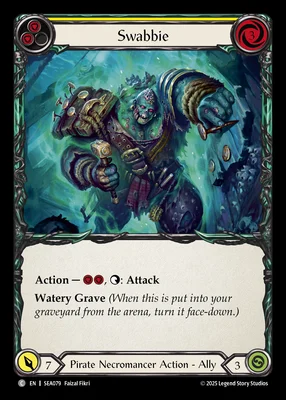 Swabbie
Action — , : Attack
Watery Grave (When this is put into your
graveyard from the arena, turn it face-down.)
7
Pirate Necromancer Action - Ally
3
C EN | SEA079 Faizal Fikri
© 2025 Legend Story Studios